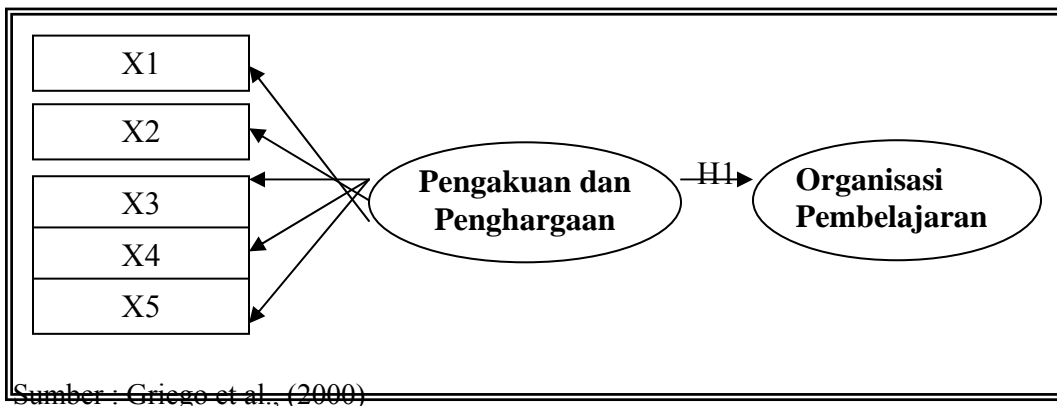 X1
X2
X3
X4
X5
Pengakuan dan
Penghargaan
H1
Organisasi
Pembelajaran
Sumber : Griego et al., (2000)